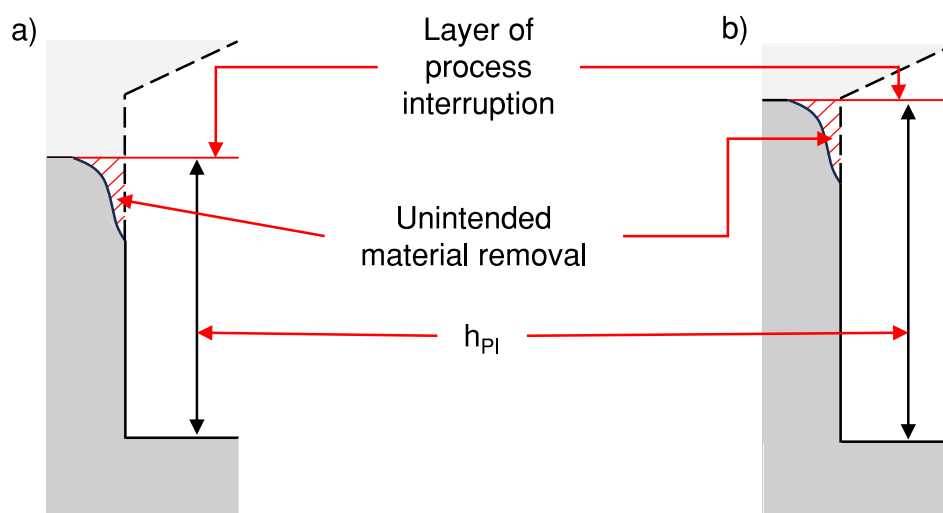 a)
Layer of
process
interruption
b)
Unintended
material removal
hPI